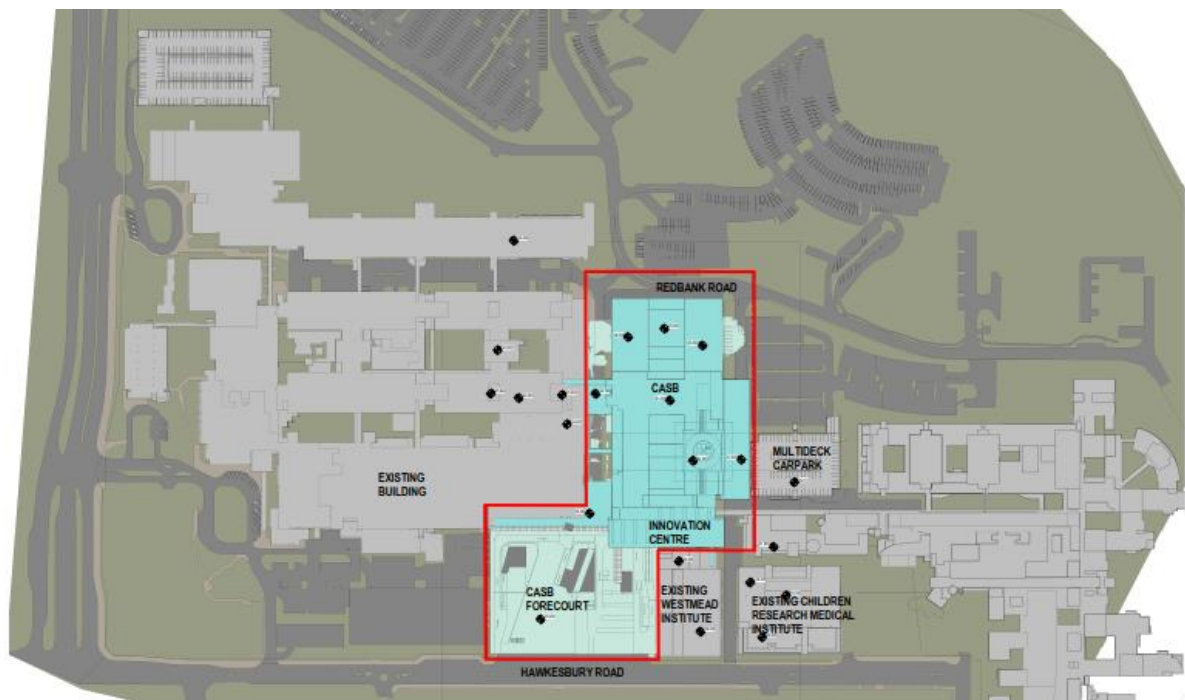 REDBANK ROAD
CASB
MULTIDECK
CARPARK
EXISTING
BUILDING
INNOVATION
CENTRE
CASB
FORECOURT
EXISTING
WESTMEAD
INSTITUTE
EXISTING CHILDREN
RESEARCH MEDICAL
INSTITUTE
HAWKESBURY ROAD